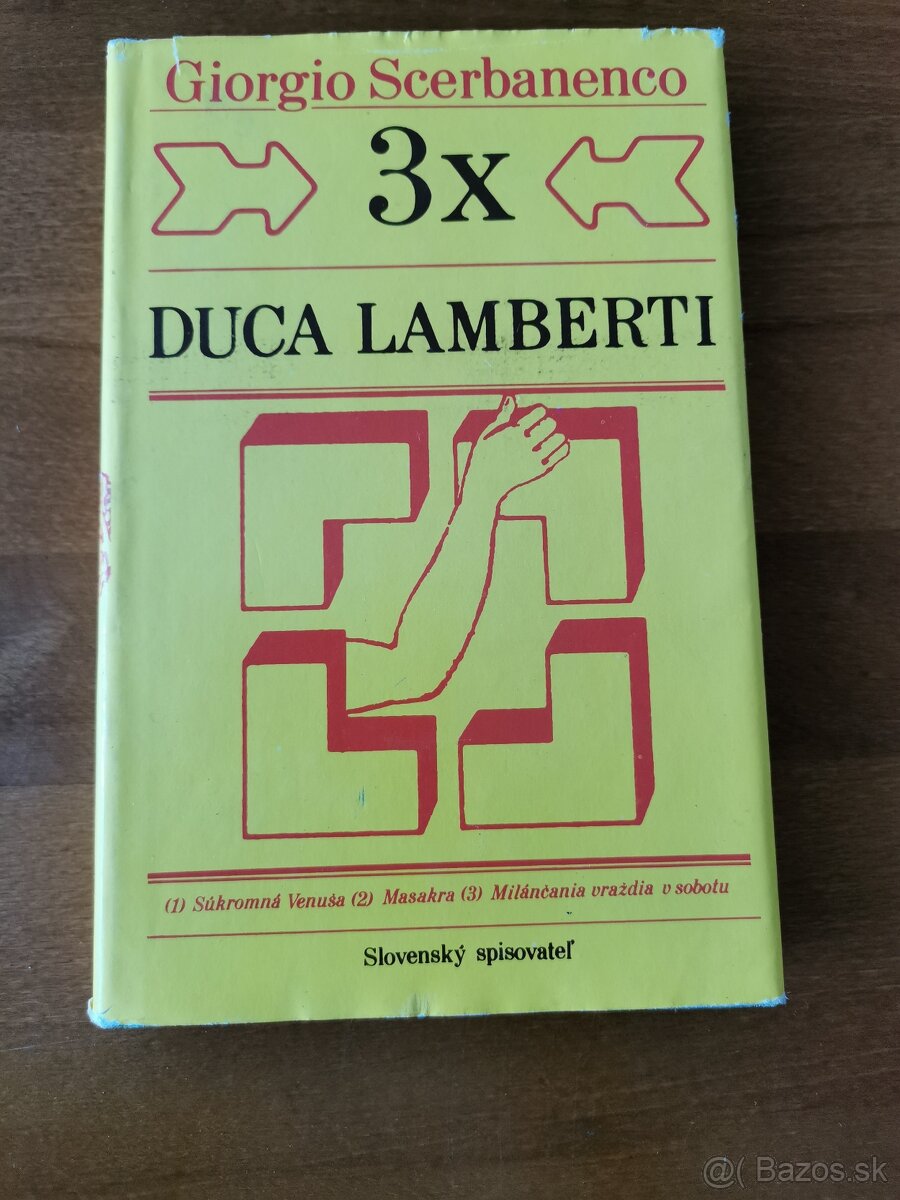 Giorgio Scerbanenco
3x
DUCA LAMBERTI
(1) Súkromná Venuša (2) Masakra (3) Milánčania vraždia v sobotu
Slovenský spisovateľ
@( Bazos.sk